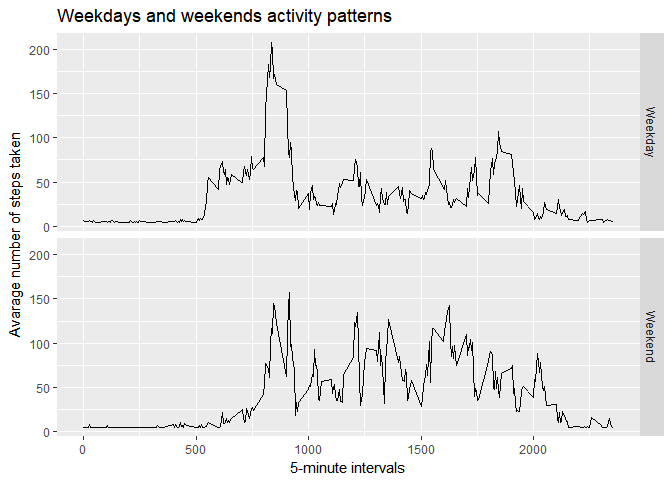 Weekdays and weekends activity patterns
Avarage number of steps taken
200
150
100
50
0
Weekday
200
150
100
50
0
Weekend
0 500 1000 1500 2000
5-minute intervals